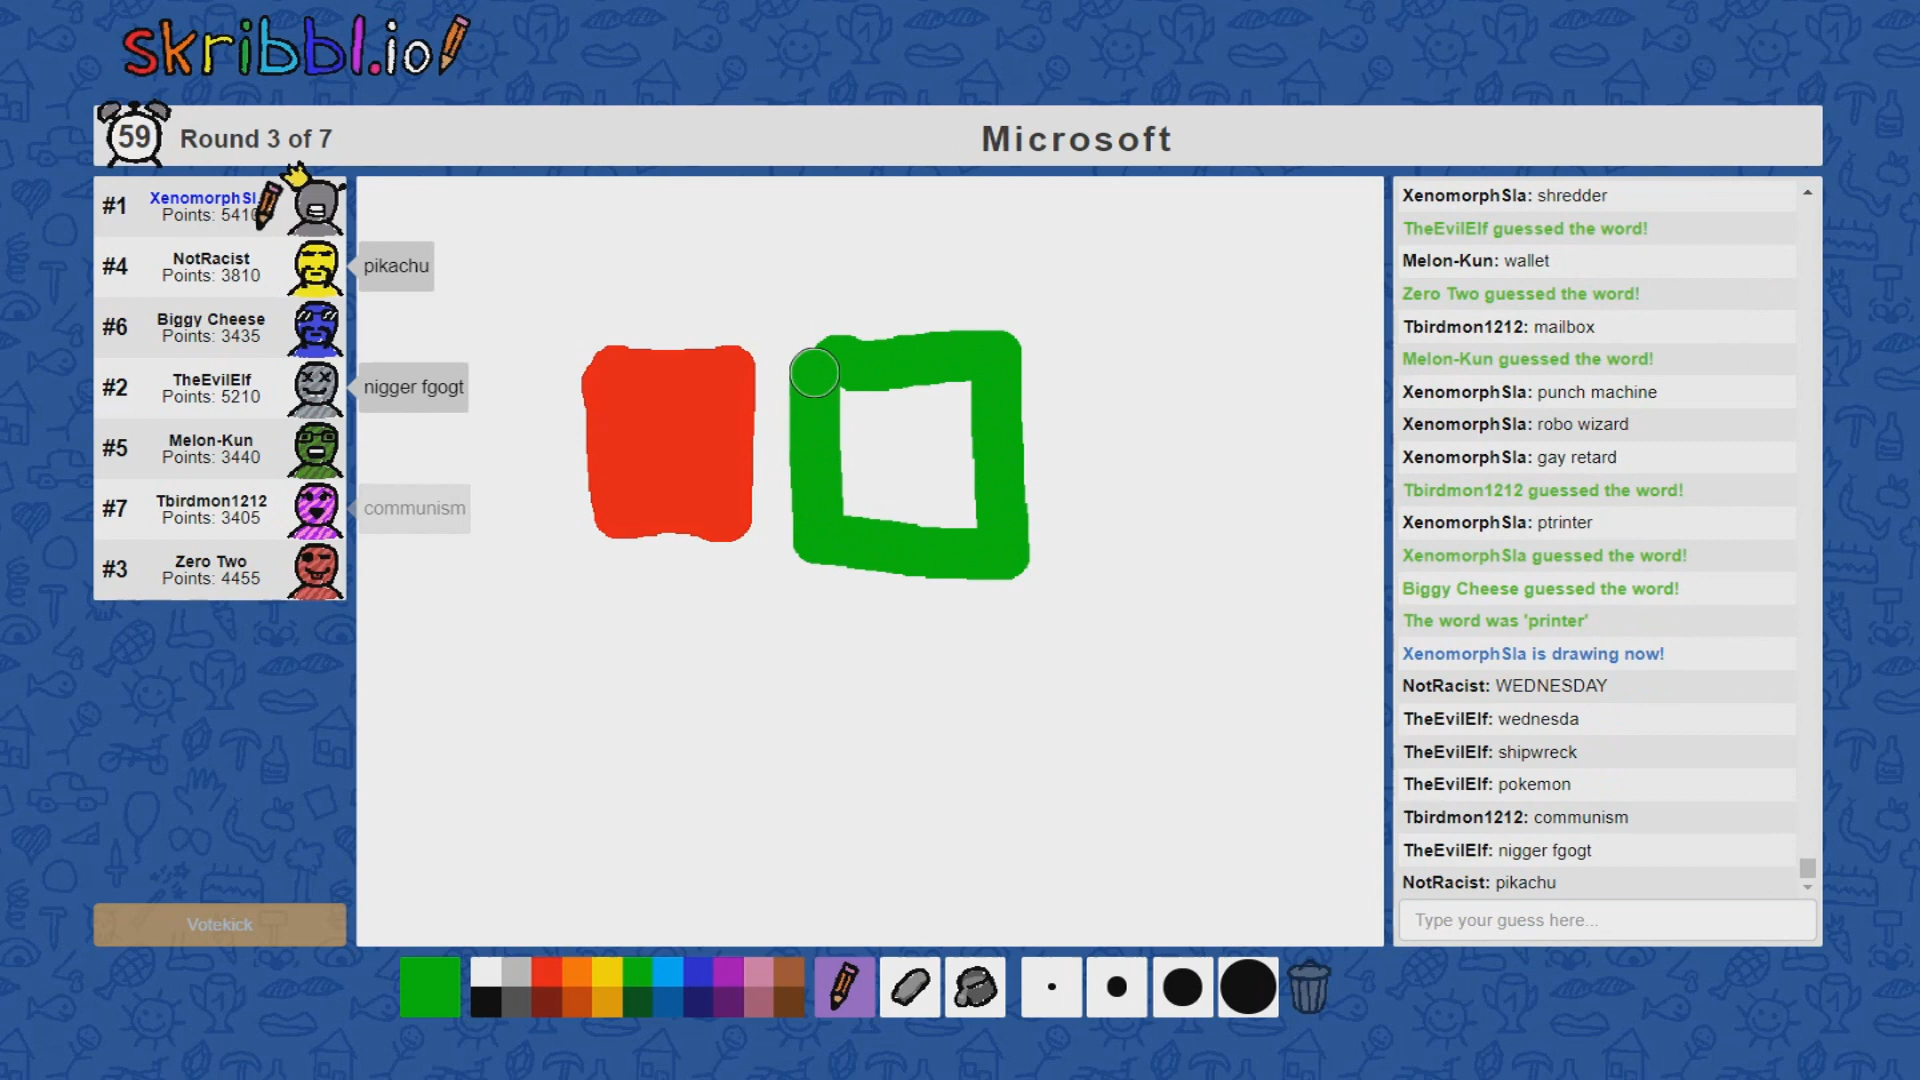 skribbl.io
59
Round 3 of 7
Microsoft
#1
XenomorphSl
Points: 5410
#4
NotRacist
Points: 3810
pikachu
#6
Biggy Cheese
Points: 3435
#2
TheEvilElf
Points: 5210
nigger fgogt
#5
Melon-Kun
Points: 3440
#7
Tbirdmon1212
Points: 3405
communism
#3
Zero Two
Points: 4455
Votekick
XenomorphSla: shredder
TheEvilElf guessed the word!
Melon-Kun: wallet
Zero Two guessed the word!
Tbirdmon1212: mailbox
Melon-Kun guessed the word!
XenomorphSla: punch machine
XenomorphSla: robo wizard
XenomorphSla: gay retard
Tbirdmon1212 guessed the word!
XenomorphSla: ptrinter
XenomorphSla guessed the word!
Biggy Cheese guessed the word!
The word was 'printer'
XenomorphSla is drawing now!
NotRacist: WEDNESDAY
TheEvilElf: wednesda
TheEvilElf: shipwreck
TheEvilElf: pokemon
Tbirdmon1212: communism
TheEvilElf: nigger fgogt
NotRacist: pikachu
Type your guess here...